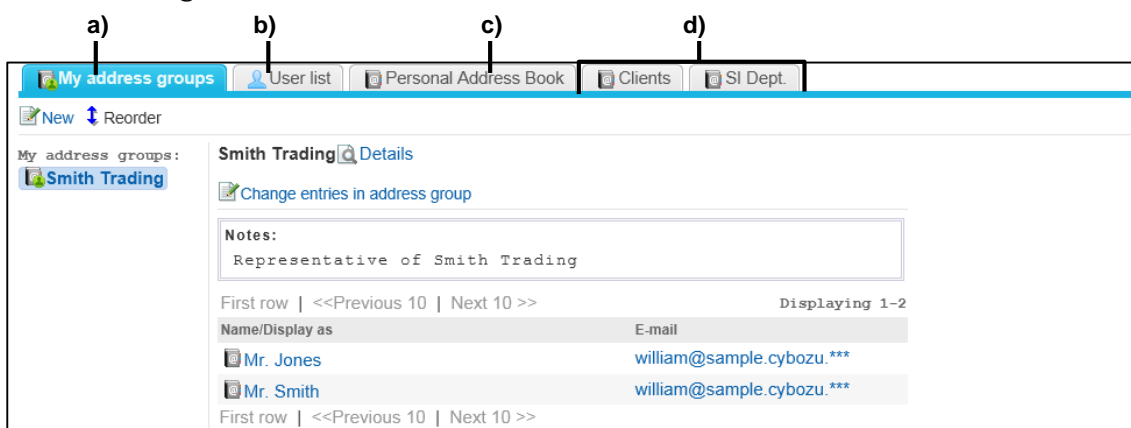 a) b) c) d)
My address groups User list Personal Address Book Clients SI Dept.
New Reorder
My address groups: Smith Trading Details
Smith Trading
Change entries in address group
Notes:
Representative of Smith Trading
First row | <<Previous 10 | Next 10 >> Displaying 1-2
Name/Display as E-mail
Mr. Jones william@sample.cybozu.***
Mr. Smith william@sample.cybozu.***
First row | <<Previous 10 | Next 10 >>